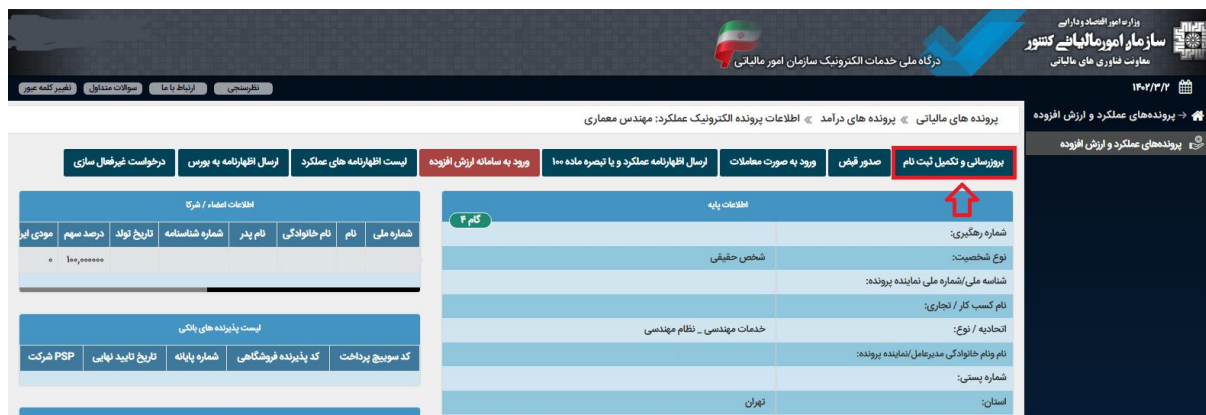 وزارت امور اقتصاد و دارایی
سازمان امور مالیاتی کشور
معاونت فناوری های مالیاتی
درگاه ملی خدمات الکترونیک سازمان امور مالیاتی
۱۴۰۲/۳/۲
نظرسنجی
ارتباط با ما
سوالات متداول
تغییر کلمه عبور
پرونده‌های عملکرد و ارزش افزوده
پرونده‌های عملکرد و ارزش افزوده
پرونده های مالیاتی » پرونده های درآمد » اطلاعات پرونده الکترونیک عملکرد: مهندس معماری
بروزرسانی و تکمیل ثبت نام
صدور قبض
ورود به صورت معاملات
ارسال اظهارنامه عملکرد و یا تبصره ماده ۱۰۰
ورود به سامانه ارزش افزوده
لیست اظهارنامه های عملکرد
ارسال اظهارنامه به بورس
درخواست غیرفعال سازی
اطلاعات پایه
گام ۴
شماره رهگیری:
نوع شخصیت: شخص حقیقی
شناسه ملی/شماره ملی نماینده پرونده:
نام کسب کار / تجاری:
اتحادیه / نوع: خدمات مهندسی _ نظام مهندسی
نام ونام خانوادگی مدیرعامل/نماینده پرونده:
شماره پستی:
استان: تهران
اطلاعات اعضاء / شرکا
شماره ملی نام نام خانوادگی نام پدر شماره شناسنامه تاریخ تولد درصد سهم مودی ایر
۱۰۰,۰۰۰۰۰۰ ۰
لیست پذیرنده های بانکی
کد سوییچ پرداخت کد پذیرنده فروشگاهی شماره پایانه تاریخ تایید نهایی PSP شرکت